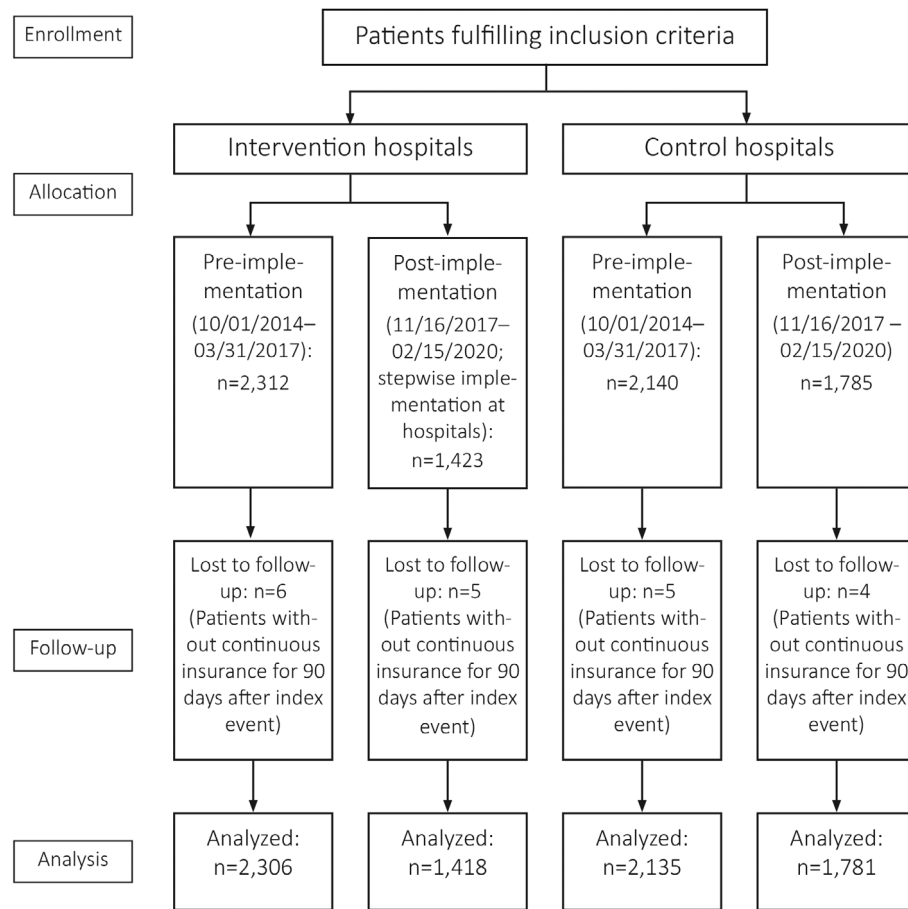 Enrollment
Patients fulfilling inclusion criteria
Intervention hospitals
Control hospitals
Allocation
Pre-imple-
mentation
(10/01/2014–
03/31/2017):
n=2,312
Post-imple-
mentation
(11/16/2017–
02/15/2020;
stepwise imple-
mentation at
hospitals):
n=1,423
Pre-imple-
mentation
(10/01/2014–
03/31/2017):
n=2,140
Post-imple-
mentation
(11/16/2017 –
02/15/2020)
n=1,785
Follow-up
Lost to follow-
up: n=6
(Patients with-
out continuous
insurance for 90
days after index
event)
Lost to follow-
up: n=5
(Patients with-
out continuous
insurance for 90
days after index
event)
Lost to follow-
up: n=5
(Patients with-
out continuous
insurance for 90
days after index
event)
Lost to follow-
up: n=4
(Patients with-
out continuous
insurance for 90
days after index
event)
Analysis
Analyzed:
n=2,306
Analyzed:
n=1,418
Analyzed:
n=2,135
Analyzed:
n=1,781